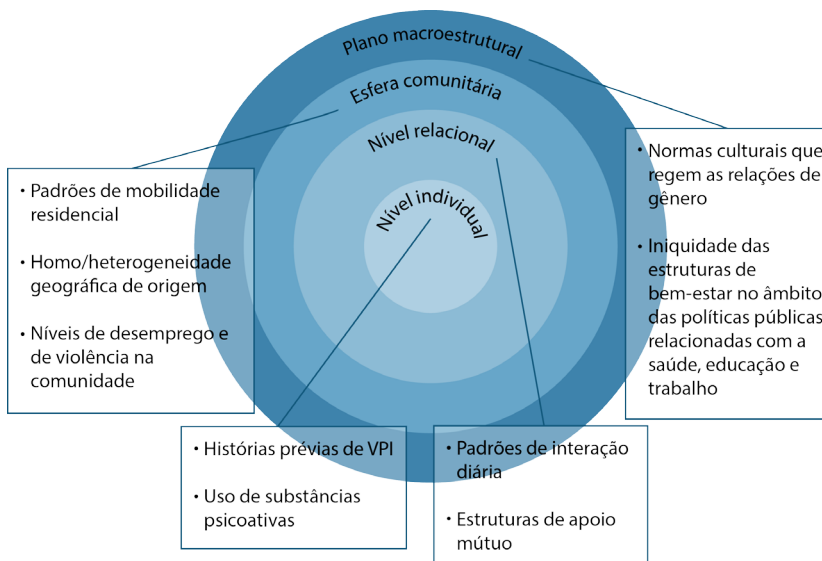 Plano macroestrutural
Esfera comunitária
Nível relacional
Nível individual
• Padrões de mobilidade
residencial
• Homo/heterogeneidade
geográfica de origem
• Níveis de desemprego e
de violência na
comunidade
• Normas culturais que
regem as relações de
gênero
• Iniquidade das
estruturas de
bem-estar no âmbito
das políticas públicas
relacionadas com a
saúde, educação e
trabalho
• Histórias prévias de VPI
• Uso de substâncias
psicoativas
• Padrões de interação
diária
• Estruturas de apoio
mútuo